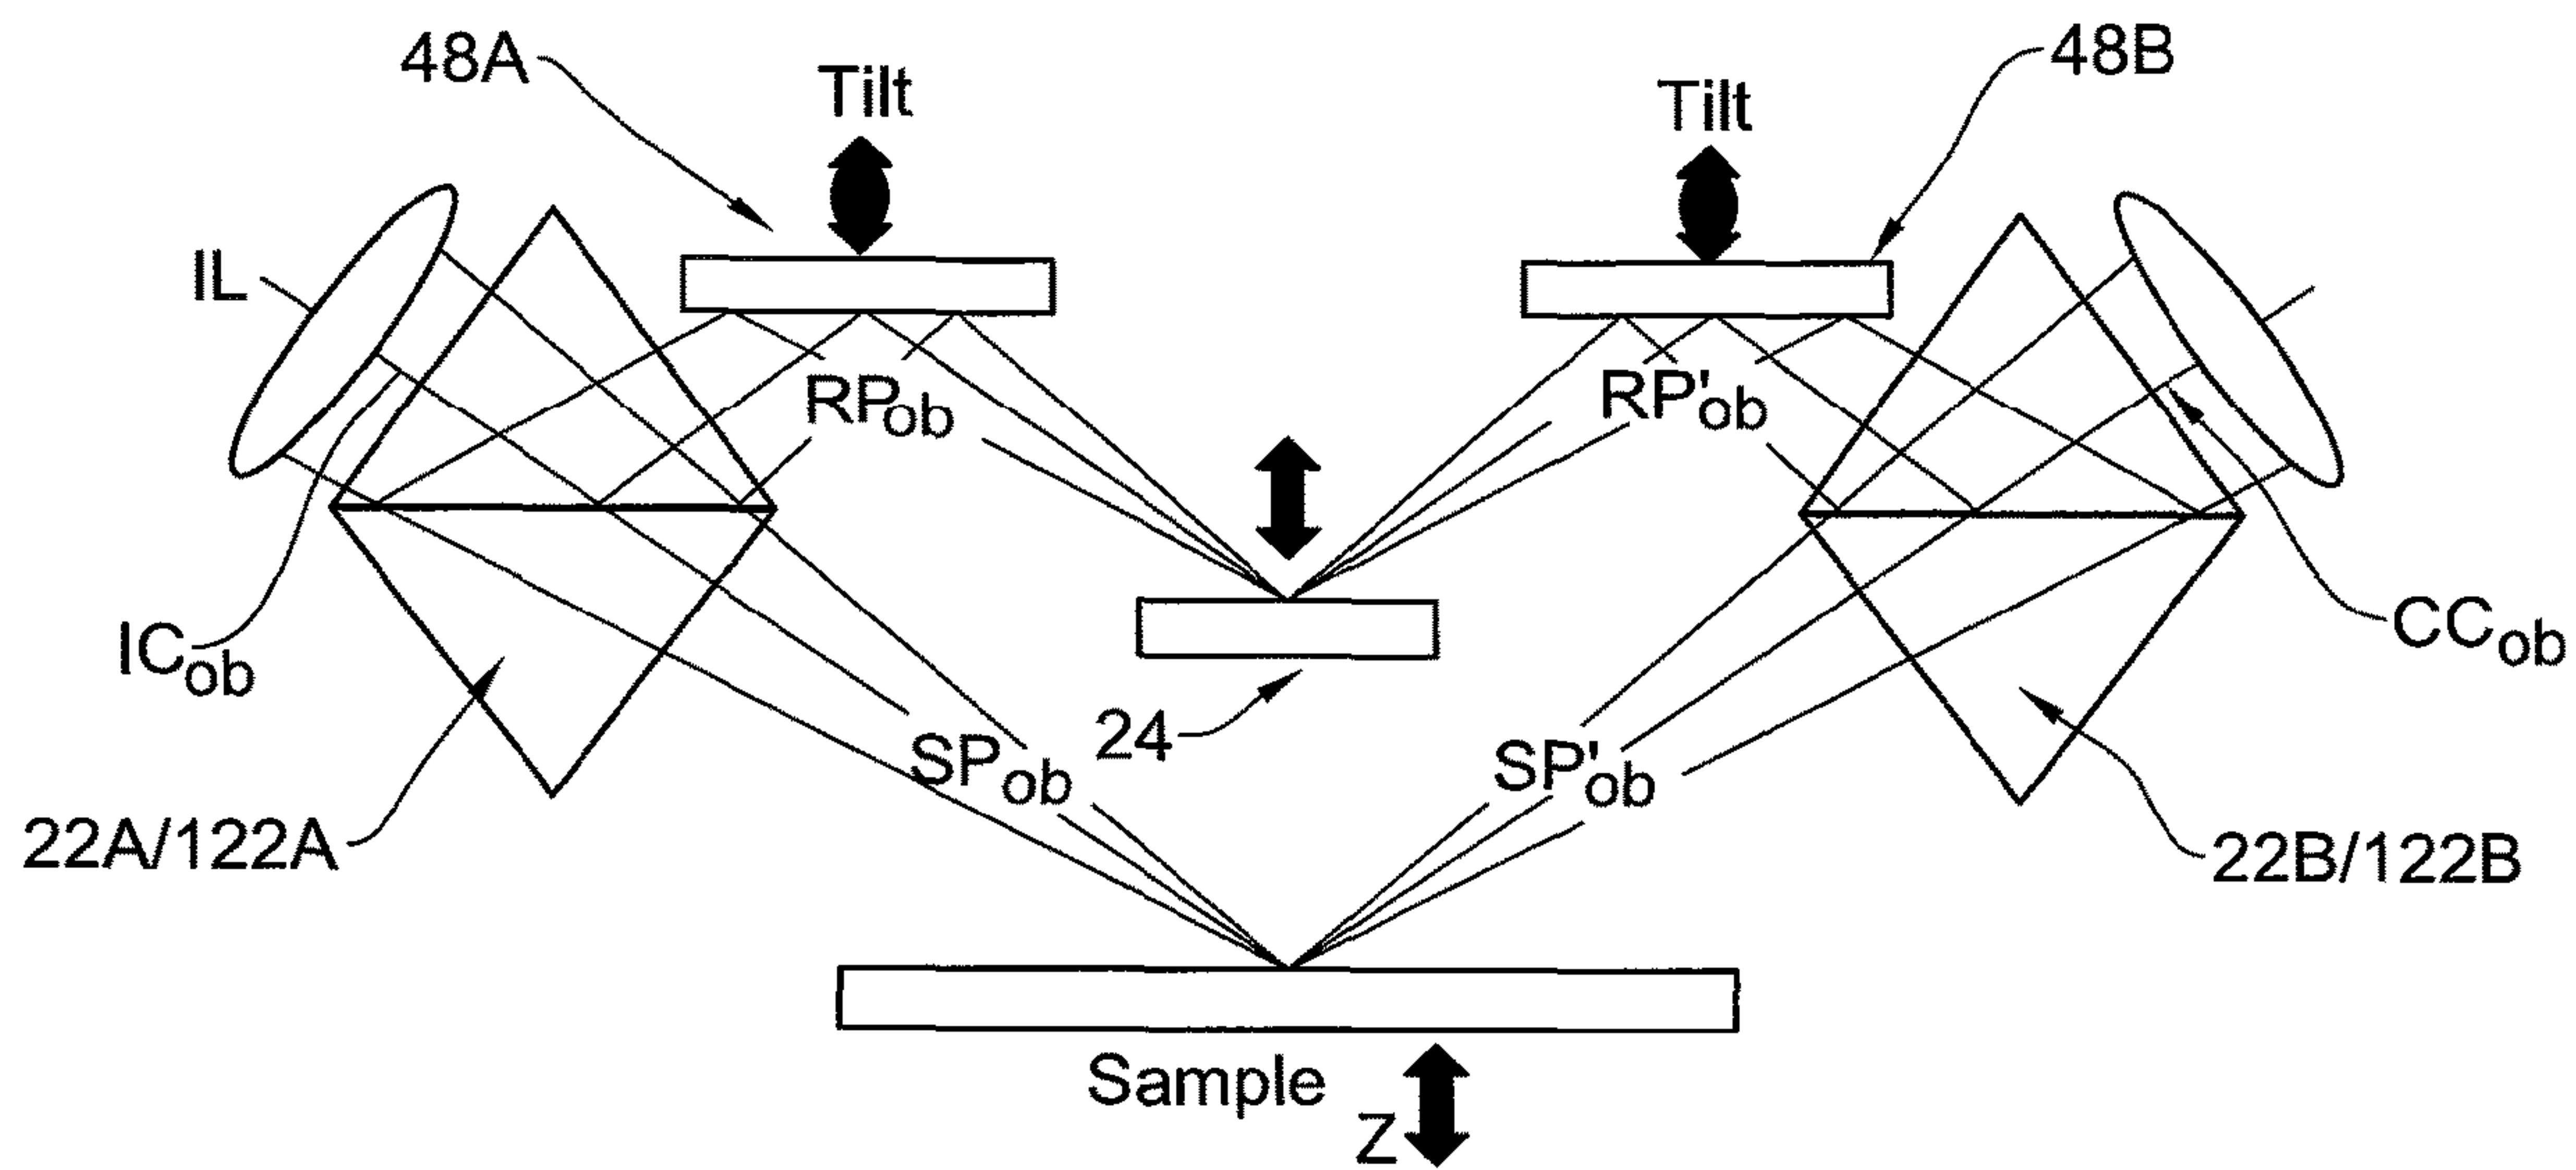 48A
Tilt
Tilt
48B
IL
RPob
RP'ob
ICob
CCob
24
SPob
SP'ob
22A/122A
22B/122B
Sample
Z